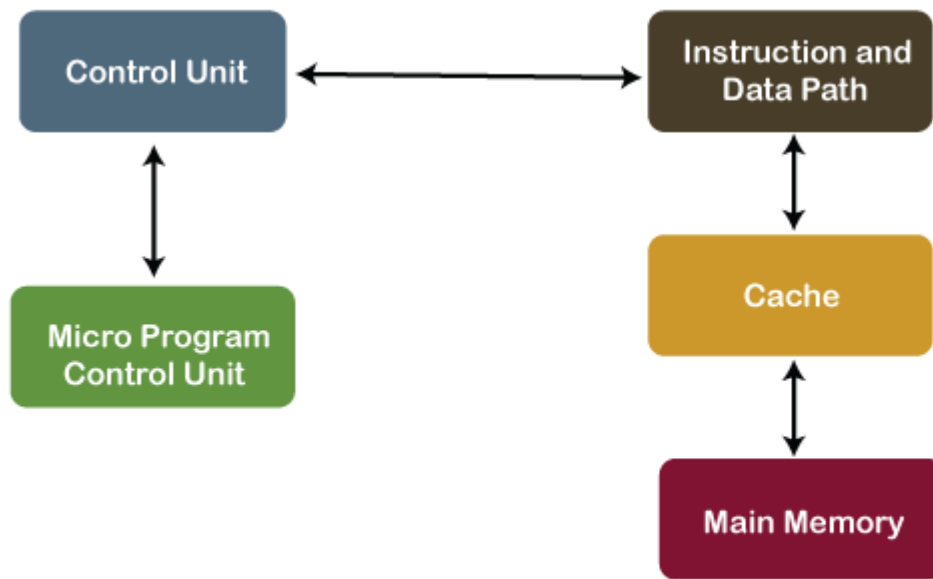 Control Unit
Instruction and
Data Path
Micro Program
Control Unit
Cache
Main Memory